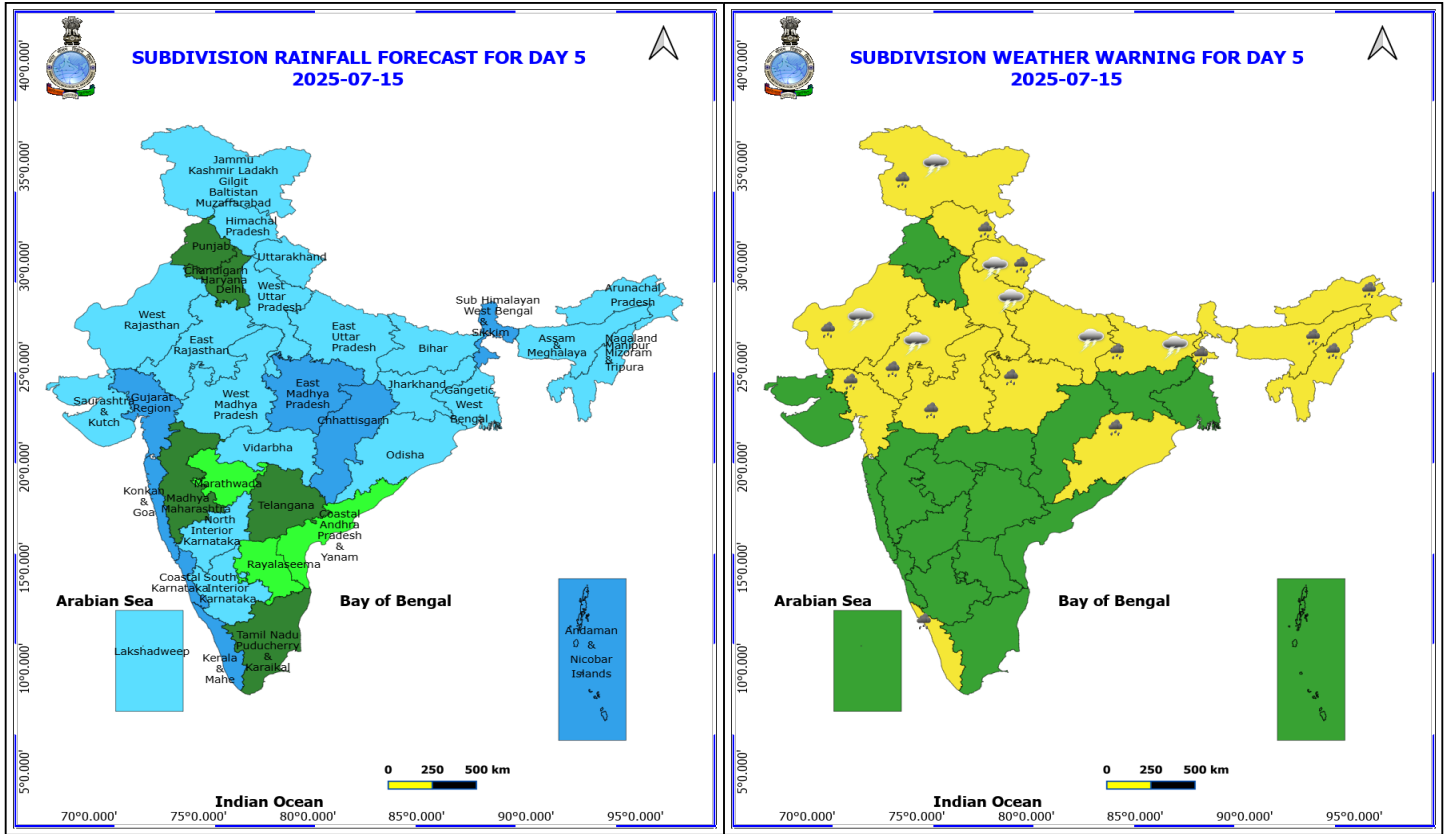 SUBDIVISION RAINFALL FORECAST FOR DAY 5
2025-07-15
40°0.000'
35°0.000'
30°0.000'
25°0.000'
20°0.000'
15°0.000'
10°0.000'
5°0.000'
Jammu
Kashmir Ladakh
Gilgit
Baltistan
Muzaffarabad
Himachal
Pradesh
Punjab
Uttarakhand
Chandigarh
Haryana
Delhi
West
Uttar
Pradesh
Arunachal
Pradesh
Sub Himalayan
West Bengal
&
Sikkim
West
Rajasthan
East
Rajasthan
East
Uttar
Pradesh
Bihar
Assam
&
Meghalaya
Nagaland
Manipur
Mizoram
&
Tripura
Saurashtra
&
Kutch
Gujarat
Region
West
Madhya
Pradesh
East
Madhya
Pradesh
Jharkhand
Gangetic
West
Bengal
Chhattisgarh
Vidarbha
Odisha
Konkan
&
Goa
Madhya
Maharashtra
Marathwada
Telangana
North
Interior
Karnataka
Coastal
Andhra
Pradesh
&
Yanam
Rayalaseema
Coastal
Karnataka
South
Interior
Karnataka
Arabian Sea
Bay of Bengal
Lakshadweep
Tamil Nadu
Puducherry
&
Karaikal
Kerala
&
Mahe
Andaman
&
Nicobar
Islands
0 250 500 km
Indian Ocean
70°0.000' 75°0.000' 80°0.000' 85°0.000' 90°0.000' 95°0.000'
SUBDIVISION WEATHER WARNING FOR DAY 5
2025-07-15
40°0.000'
35°0.000'
30°0.000'
25°0.000'
20°0.000'
15°0.000'
10°0.000'
5°0.000'
Arabian Sea
Bay of Bengal
0 250 500 km
Indian Ocean
70°0.000' 75°0.000' 80°0.000' 85°0.000' 90°0.000' 95°0.000'